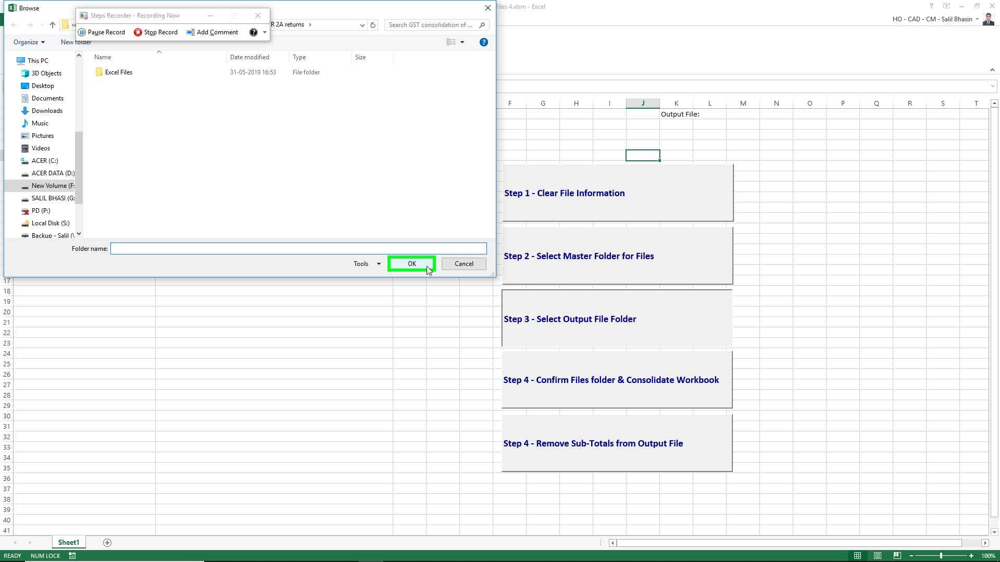 Browse
Files 4.vlsm - Excel
Steps Recorder - Recording Now
HO - CAD - CM - Salil Bhasin
R 2A returns
Search GST consolidation of ...
Pause Record
Stop Record
Add Comment
Organize
New folder
Name
Date modified
Type
Size
Excel Files
31-05-2019 16:53
File folder
This PC
3D Objects
Desktop
Documents
Downloads
Music
Pictures
Videos
ACER (C:)
ACER DATA (D:)
New Volume (F:
SALIL BHASI (G:
PD (P:)
Local Disk (S:)
Backup - Salil (\
Folder name:
Tools
OK
Cancel
F G H I J K L M N O P Q R S T
Output File:
Step 1 - Clear File Information
Step 2 - Select Master Folder for Files
Step 3 - Select Output File Folder
Step 4 - Confirm Files folder & Consolidate Workbook
Step 4 - Remove Sub-Totals from Output File
17
18
19
20
21
22
23
24
25
26
27
28
29
30
31
32
33
34
35
36
37
38
39
40
41
Sheet1
READY
NUM LOCK
100%